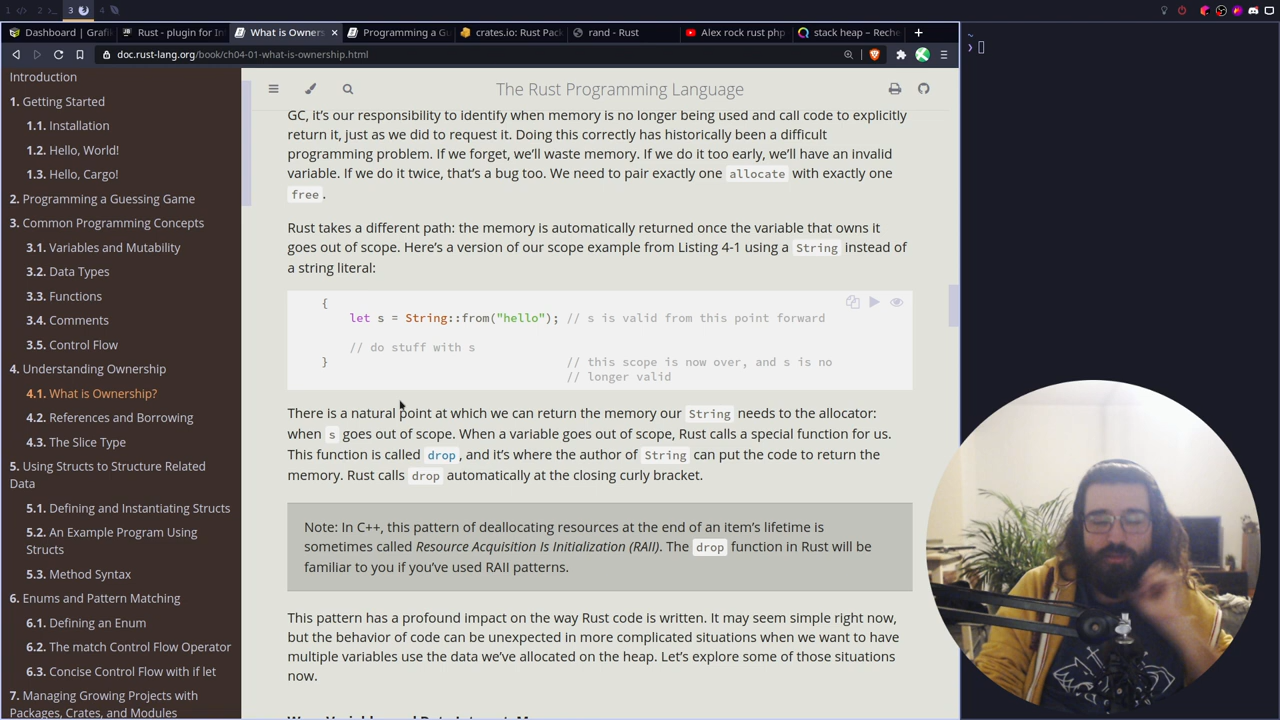 1
2
3
4
Dashboard | Grafi
Rust - plugin for In
What is Owners
Programming a Gu
crates.io: Rust Pac
rand - Rust
Alex rock rust php
stack heap – Reche
doc.rust-lang.org/book/ch04-01-what-is-ownership.html
~
❯
Introduction
1. Getting Started
1.1. Installation
1.2. Hello, World!
1.3. Hello, Cargo!
2. Programming a Guessing Game
3. Common Programming Concepts
3.1. Variables and Mutability
3.2. Data Types
3.3. Functions
3.4. Comments
3.5. Control Flow
4. Understanding Ownership
4.1. What is Ownership?
4.2. References and Borrowing
4.3. The Slice Type
5. Using Structs to Structure Related
Data
5.1. Defining and Instantiating Structs
5.2. An Example Program Using
Structs
5.3. Method Syntax
6. Enums and Pattern Matching
6.1. Defining an Enum
6.2. The match Control Flow Operator
6.3. Concise Control Flow with if let
7. Managing Growing Projects with
Packages, Crates, and Modules
The Rust Programming Language
GC, it’s our responsibility to identify when memory is no longer being used and call code to explicitly
return it, just as we did to request it. Doing this correctly has historically been a difficult
programming problem. If we forget, we’ll waste memory. If we do it too early, we’ll have an invalid
variable. If we do it twice, that’s a bug too. We need to pair exactly one allocate with exactly one
free.
Rust takes a different path: the memory is automatically returned once the variable that owns it
goes out of scope. Here’s a version of our scope example from Listing 4-1 using a String instead of
a string literal:
{
let s = String::from("hello"); // s is valid from this point forward
// do stuff with s
} // this scope is now over, and s is no
// longer valid
There is a natural point at which we can return the memory our String needs to the allocator:
when s goes out of scope. When a variable goes out of scope, Rust calls a special function for us.
This function is called drop, and it’s where the author of String can put the code to return the
memory. Rust calls drop automatically at the closing curly bracket.
Note: In C++, this pattern of deallocating resources at the end of an item’s lifetime is
sometimes called Resource Acquisition Is Initialization (RAII). The drop function in Rust will be
familiar to you if you’ve used RAII patterns.
This pattern has a profound impact on the way Rust code is written. It may seem simple right now,
but the behavior of code can be unexpected in more complicated situations when we want to have
multiple variables use the data we’ve allocated on the heap. Let’s explore some of those situations
now.